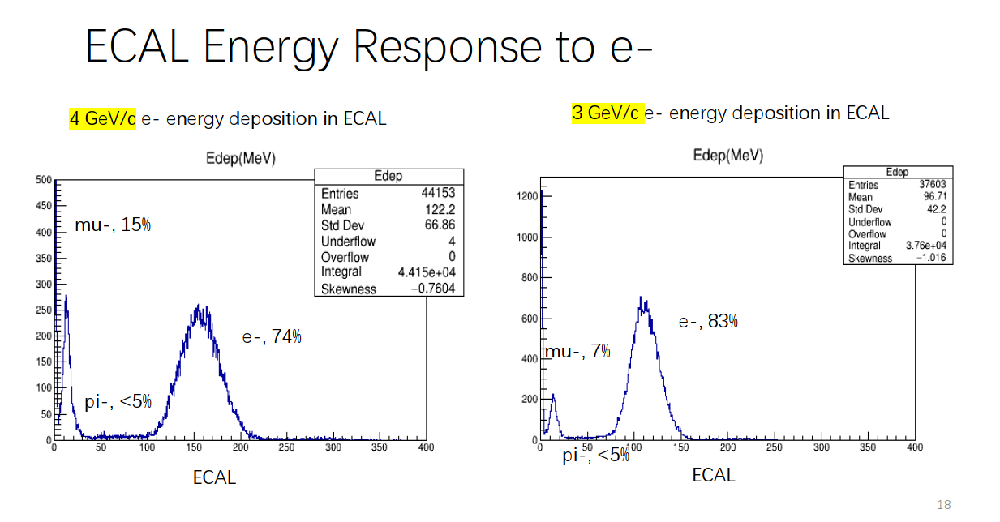 ECAL Energy Response to e-
4 GeV/c e- energy deposition in ECAL
Edep(MeV)
Edep
Entries 44153
Mean 122.2
Std Dev 66.86
Underflow 4
Overflow 0
Integral 4.415e+04
Skewness −0.7604
500
450
400
350
300
250
200
150
100
50
0
mu-, 15%
e-, 74%
pi-, <5%
0 50 100 150 200 250 300 350 400
ECAL
3 GeV/c e- energy deposition in ECAL
Edep(MeV)
Edep
Entries 37603
Mean 96.71
Std Dev 42.2
Underflow 0
Overflow 0
Integral 3.76e+04
Skewness −1.016
1200
1000
800
600
400
200
0
e-, 83%
mu-, 7%
0 50 100 150 200 250 300 350 400
pi-, <5%
ECAL
18